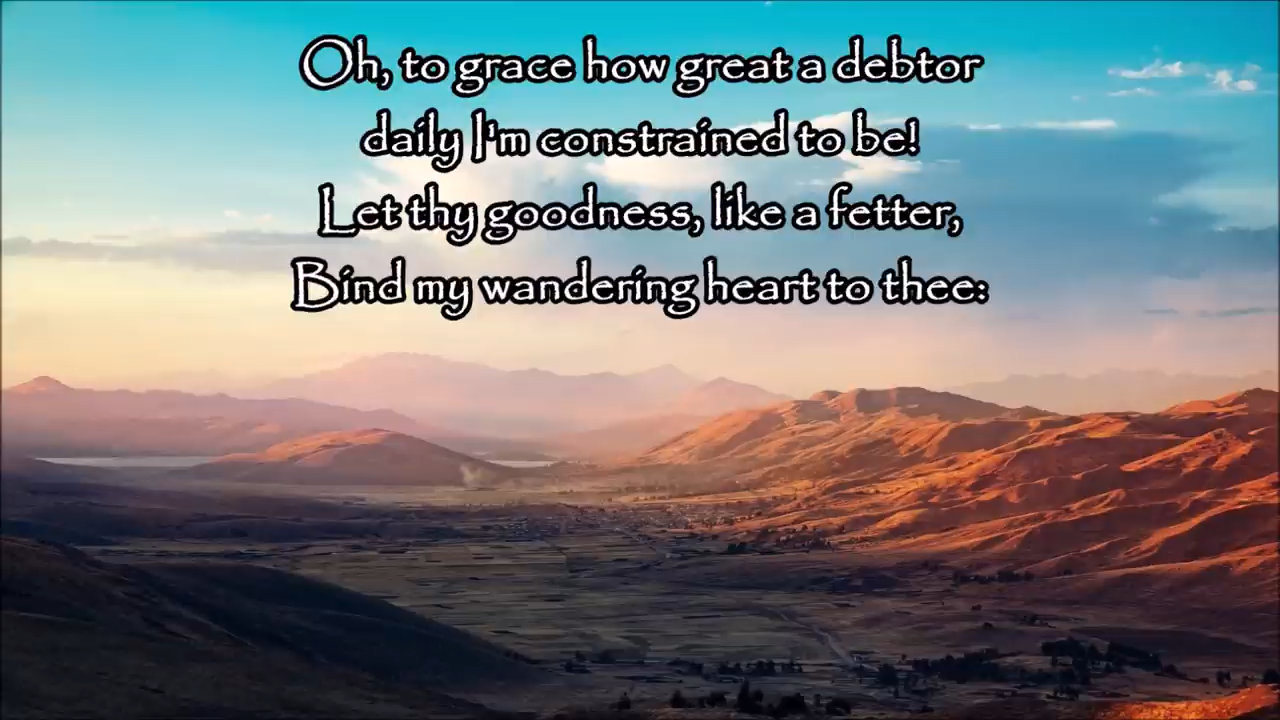 Oh, to grace how great a debtor
daily I'm constrained to be!
Let thy goodness, like a fetter,
Bind my wandering heart to thee: